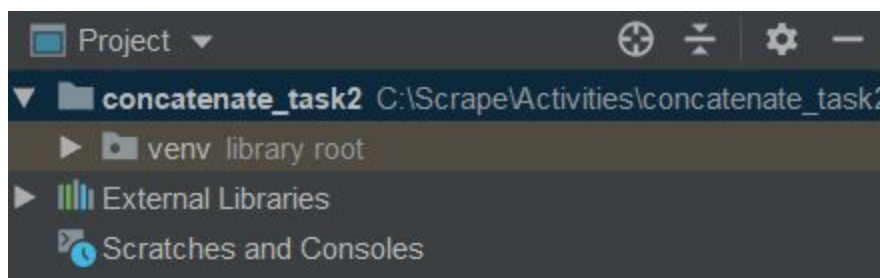 Project
concatenate_task2 C:\Scrape\Activities\concatenate_task2
venv library root
External Libraries
Scratches and Consoles